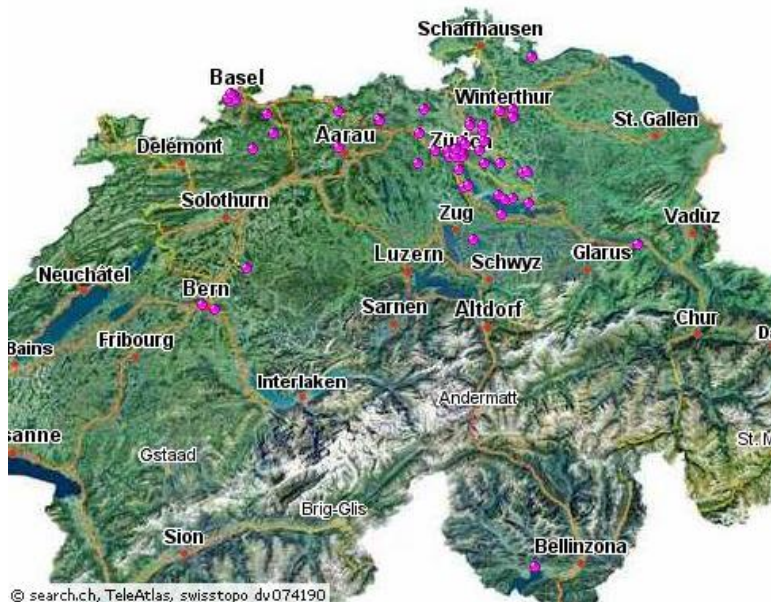 Schaffhausen
Basel
Winterthur
St. Gallen
Aarau
Zürich
Delémont
Solothurn
Zug
Vaduz
Neuchâtel
Luzern
Schwyz
Glarus
Bern
Sarnen
Altdorf
Chur
Bains
Fribourg
Interlaken
Andermatt
sanne
Gstaad
St. M
Brig-Glis
Sion
Bellinzona
© search.ch, TeleAtlas, swisstopo dv074190